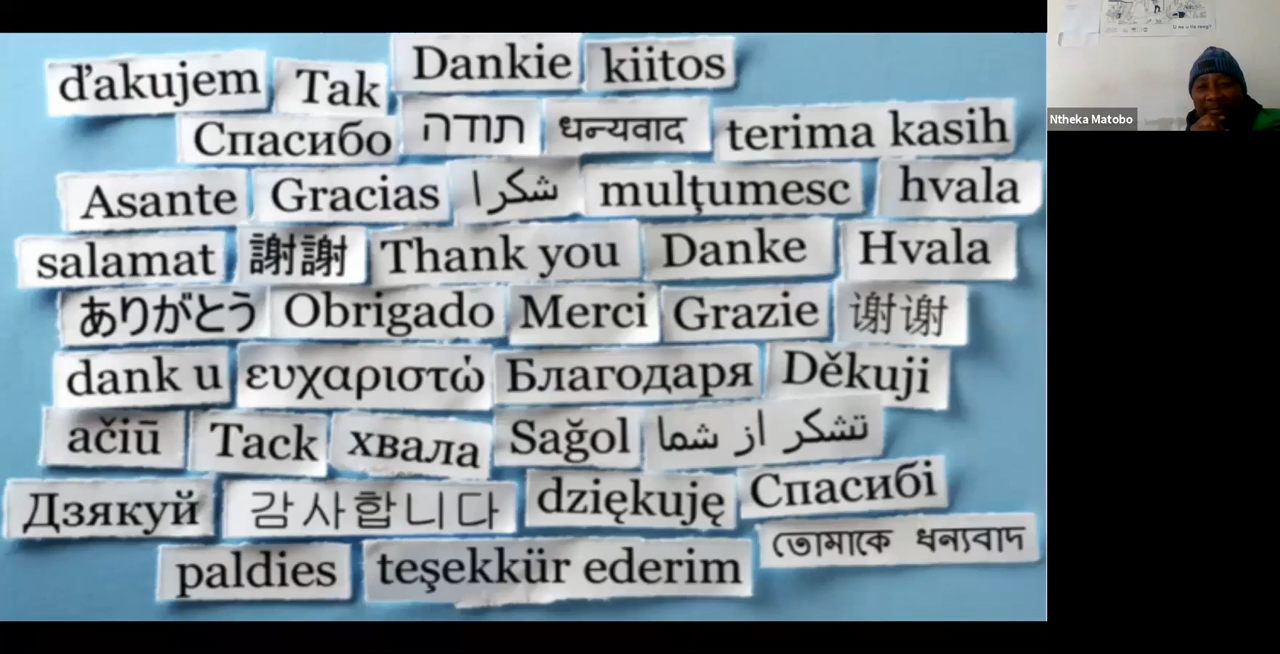 ďakujem Tak Dankie kiitos
Спасибо תודה धन्यवाद terima kasih
Asante Gracias شكرا mulţumesc hvala
salamat 謝謝 Thank you Danke Hvala
ありがとう Obrigado Merci Grazie 谢谢
dank u ευχαριστώ Благодаря Děkuji
ačiū Tack хвала Sağol تشکر از شما
Дзякуй 감사합니다 dziękuję Спасибі
paldies teşekkür ederim তোমাকে ধন্যবাদ
U na u lla reng?
Ntheka Matobo